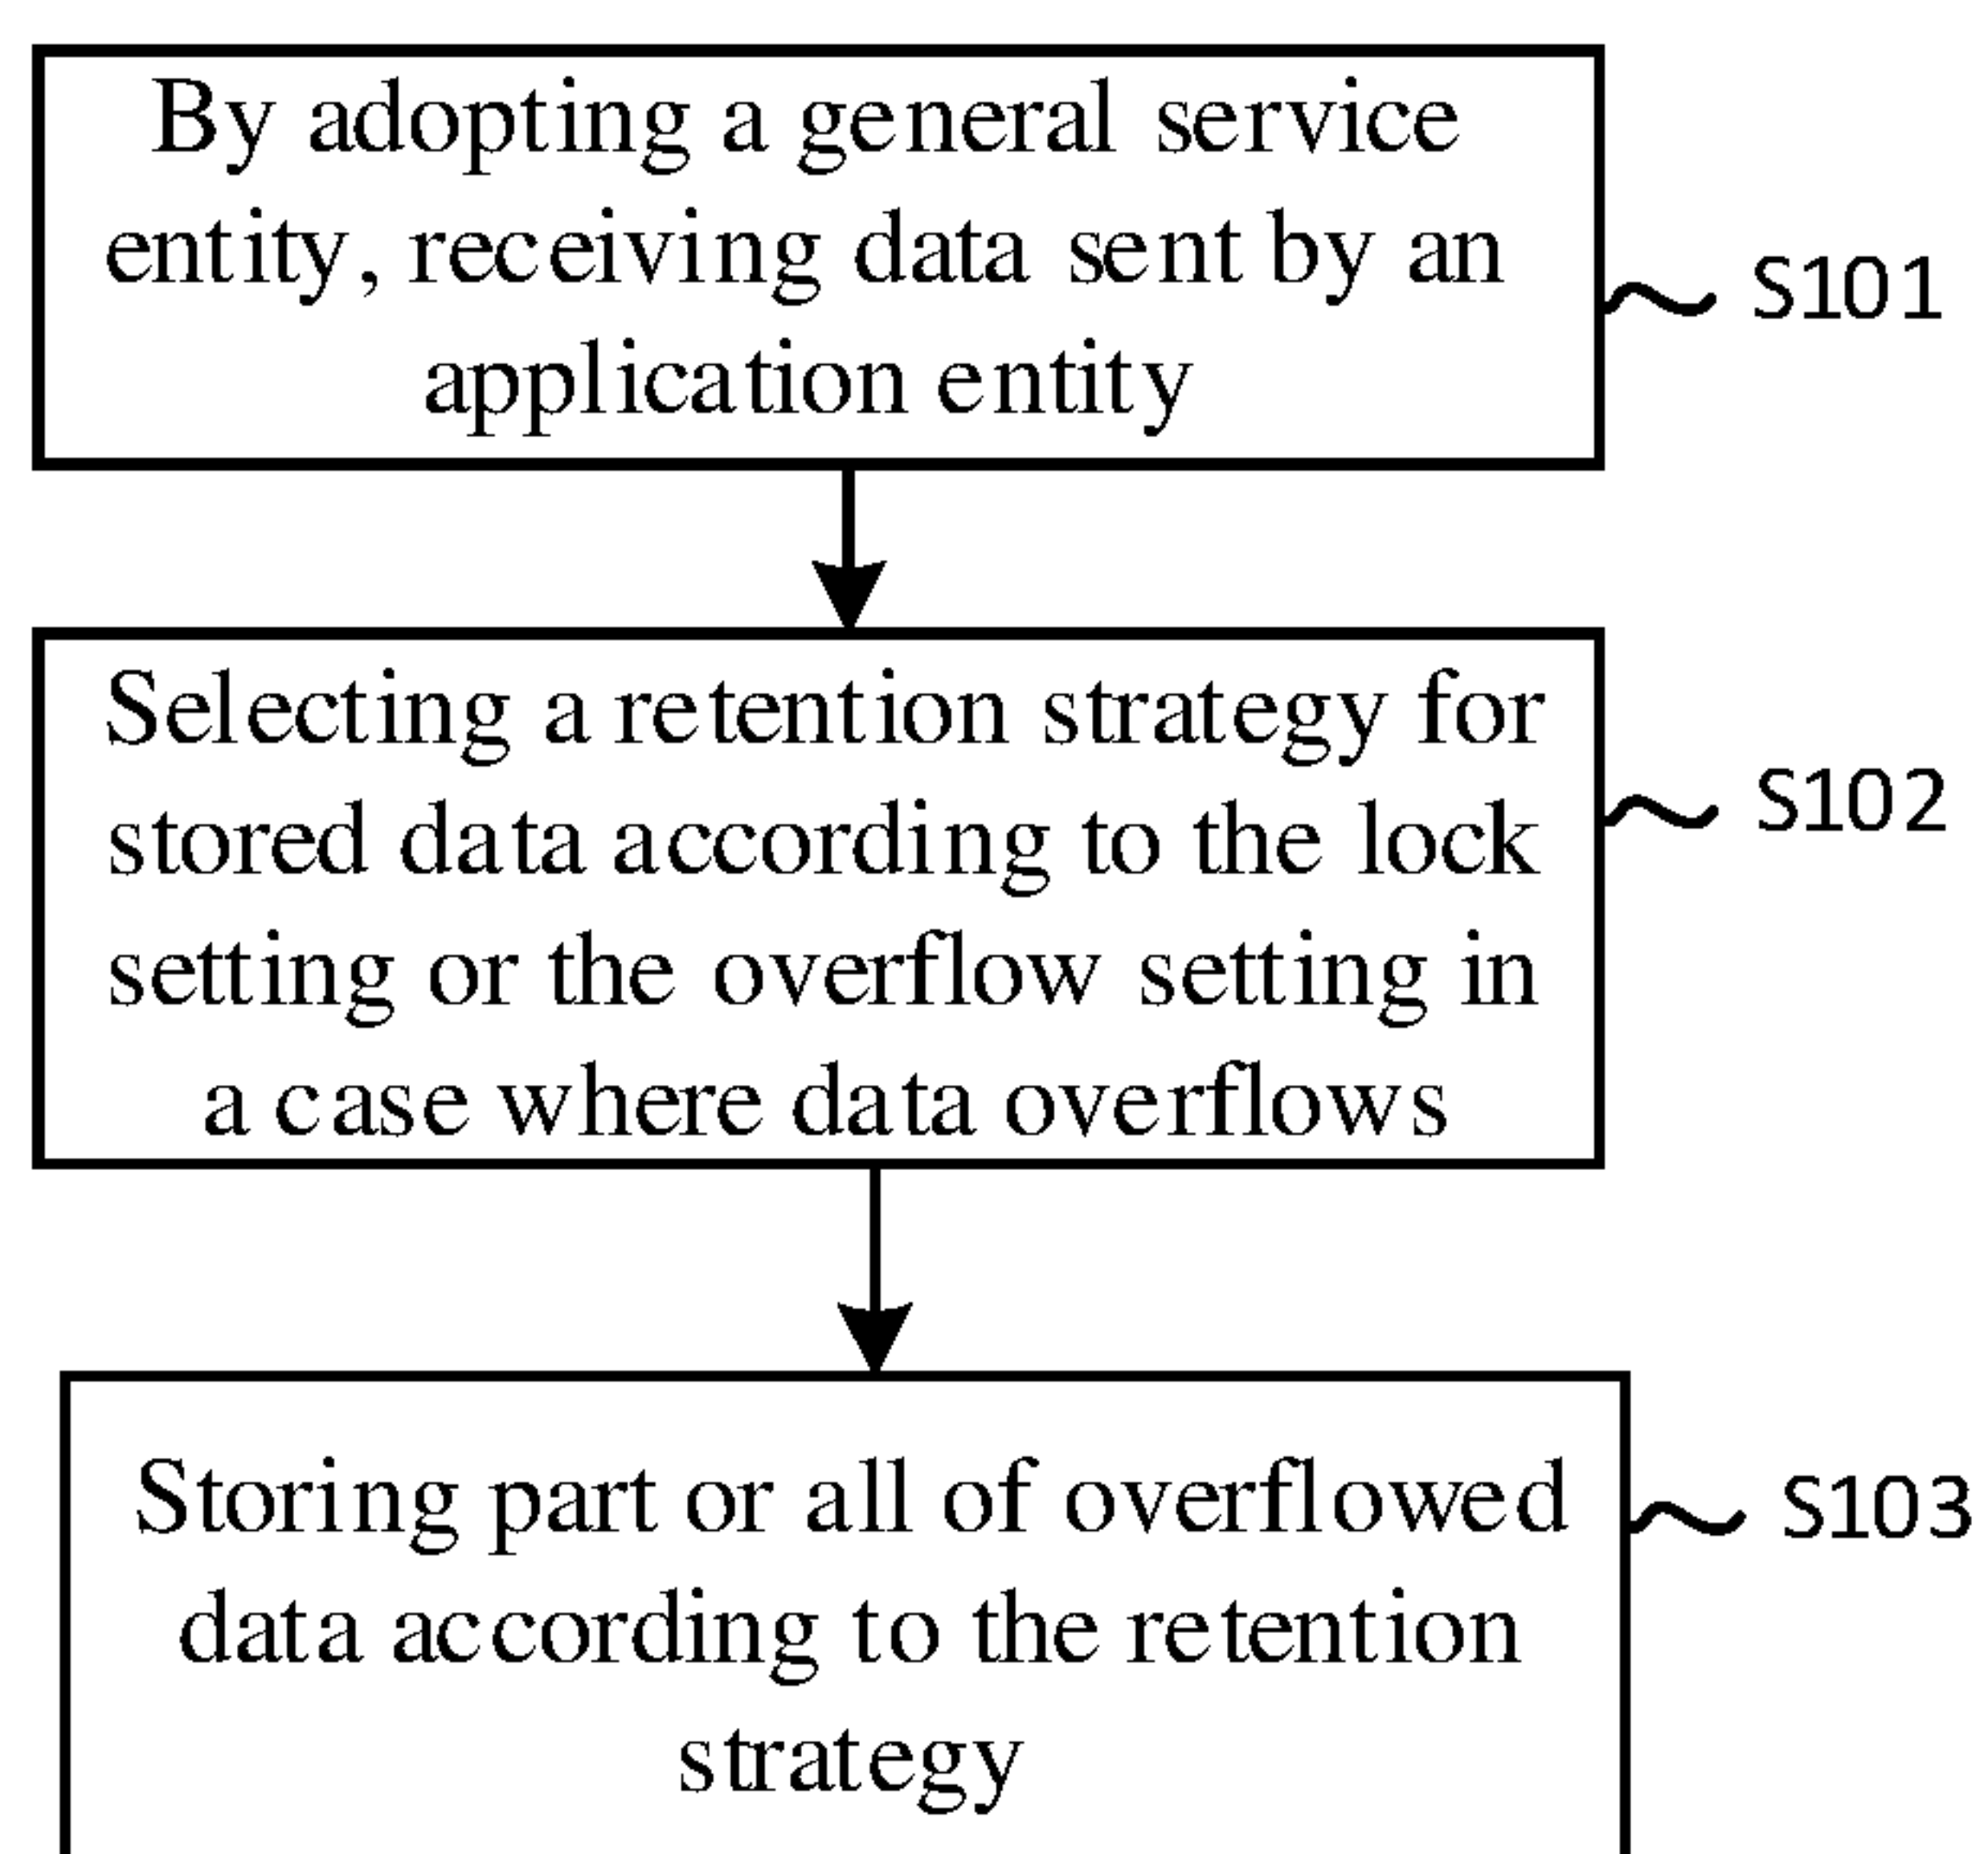 By adopting a general service
entity, receiving data sent by an
application entity
S101
Selecting a retention strategy for
stored data according to the lock
setting or the overflow setting in
a case where data overflows
S102
Storing part or all of overflowed
data according to the retention
strategy
S103